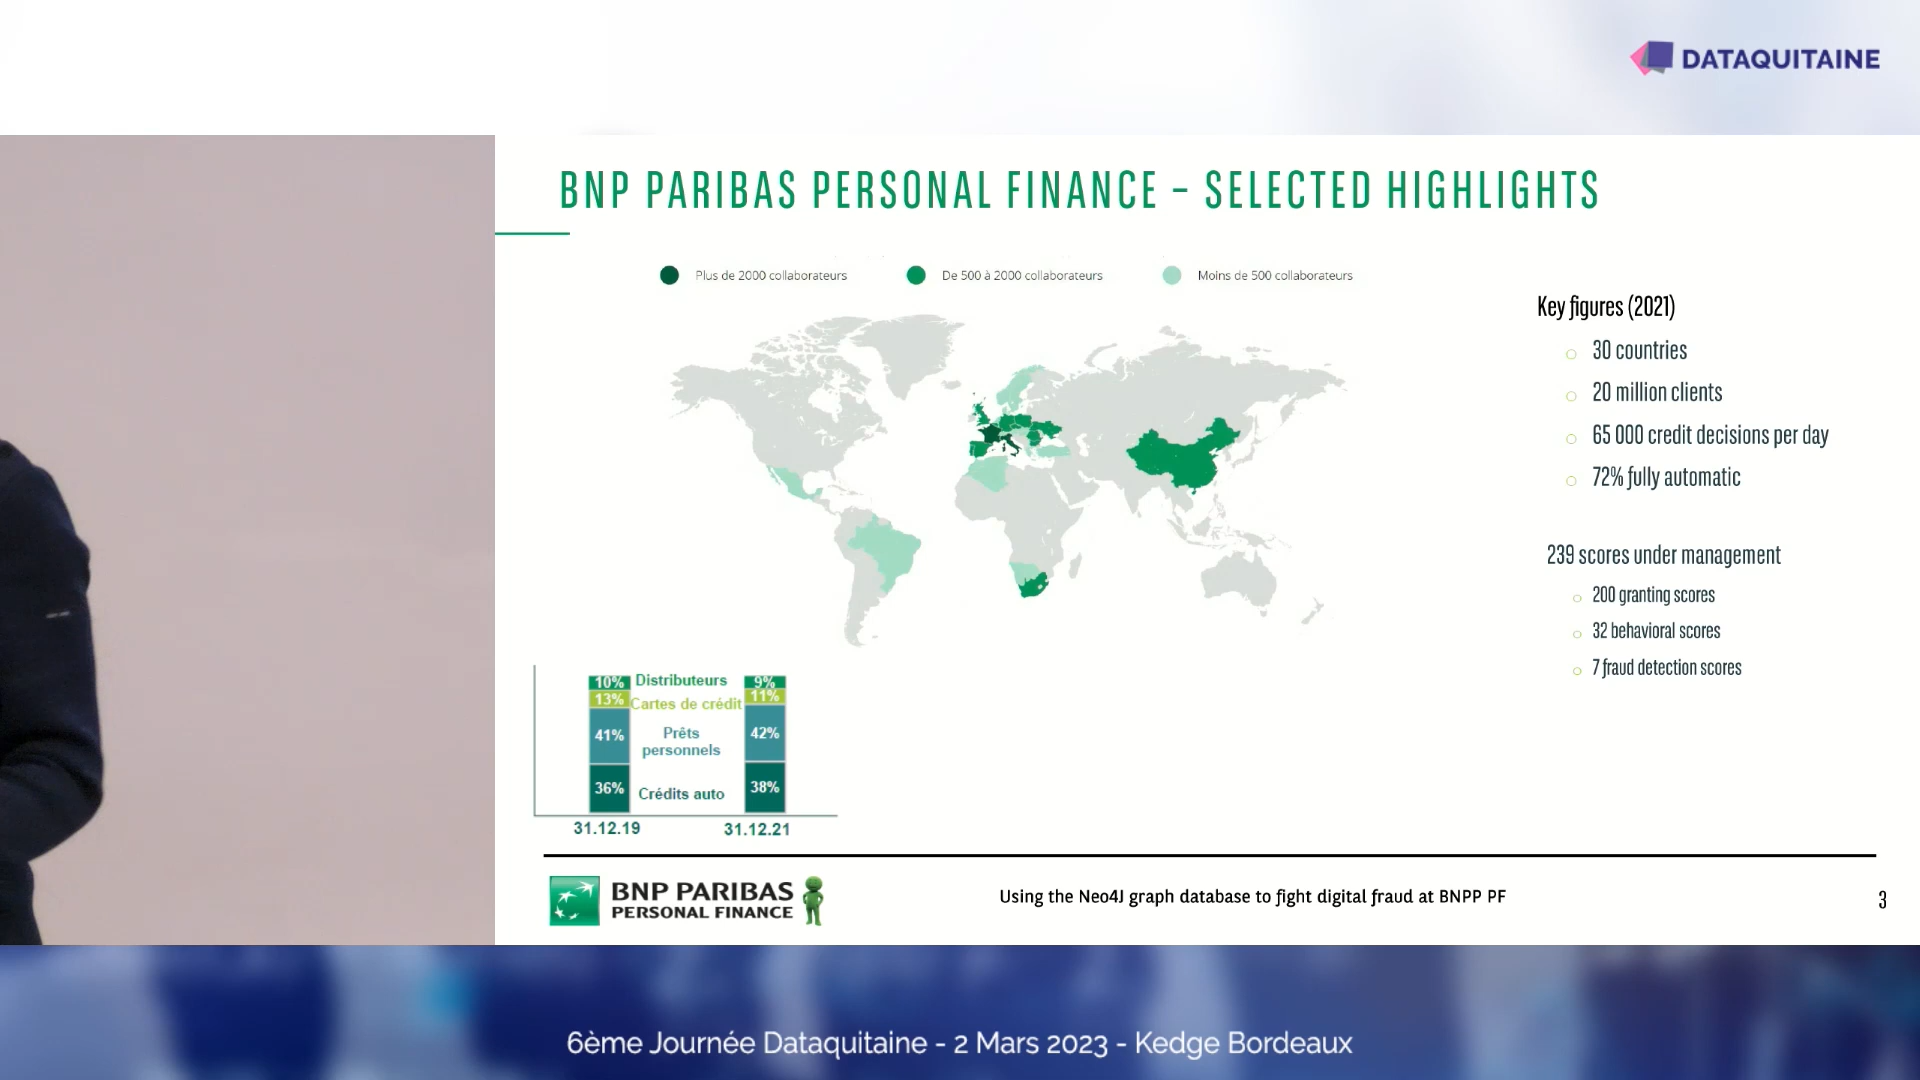 DATAQUITAINE
BNP PARIBAS PERSONAL FINANCE – SELECTED HIGHLIGHTS
Plus de 2000 collaborateurs
De 500 à 2000 collaborateurs
Moins de 500 collaborateurs
Key figures (2021)
30 countries
20 million clients
65 000 credit decisions per day
72% fully automatic
239 scores under management
200 granting scores
32 behavioral scores
7 fraud detection scores
10% Distributeurs 9%
13% Cartes de crédit 11%
41% Prêts personnels 42%
36% Crédits auto 38%
31.12.19 31.12.21
BNP PARIBAS
PERSONAL FINANCE
Using the Neo4J graph database to fight digital fraud at BNPP PF
3
6ème Journée Dataquitaine - 2 Mars 2023 - Kedge Bordeaux